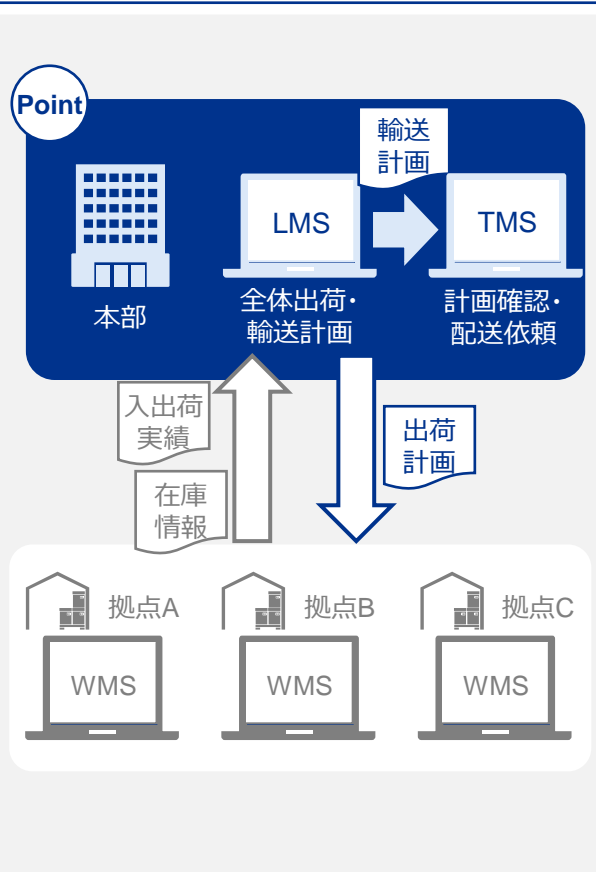 Point
輸送
計画
LMS
TMS
本部
全体出荷・
輸送計画
計画確認・
配送依頼
入出荷
実績
在庫
情報
出荷
計画
拠点A
拠点B
拠点C
WMS
WMS
WMS